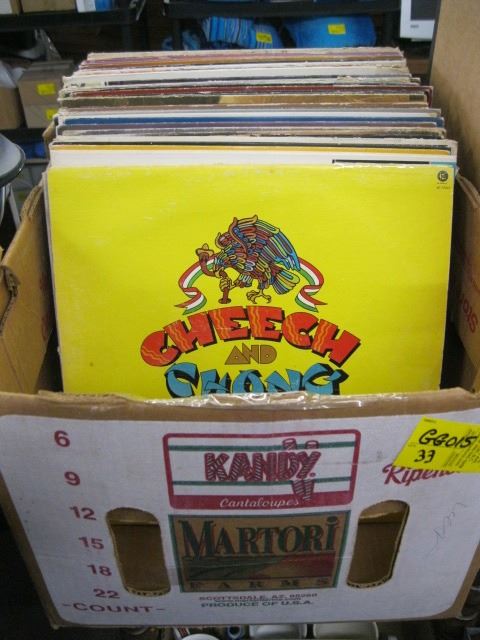 CHEECH
AND
CHONG
GG015
33
6
9
12
15
18
22
-COUNT-
KANDY
Cantaloupes
MARTORI
FARMS
SCOTTSDALE, AZ. 85260
PRODUCE OF U.S.A.